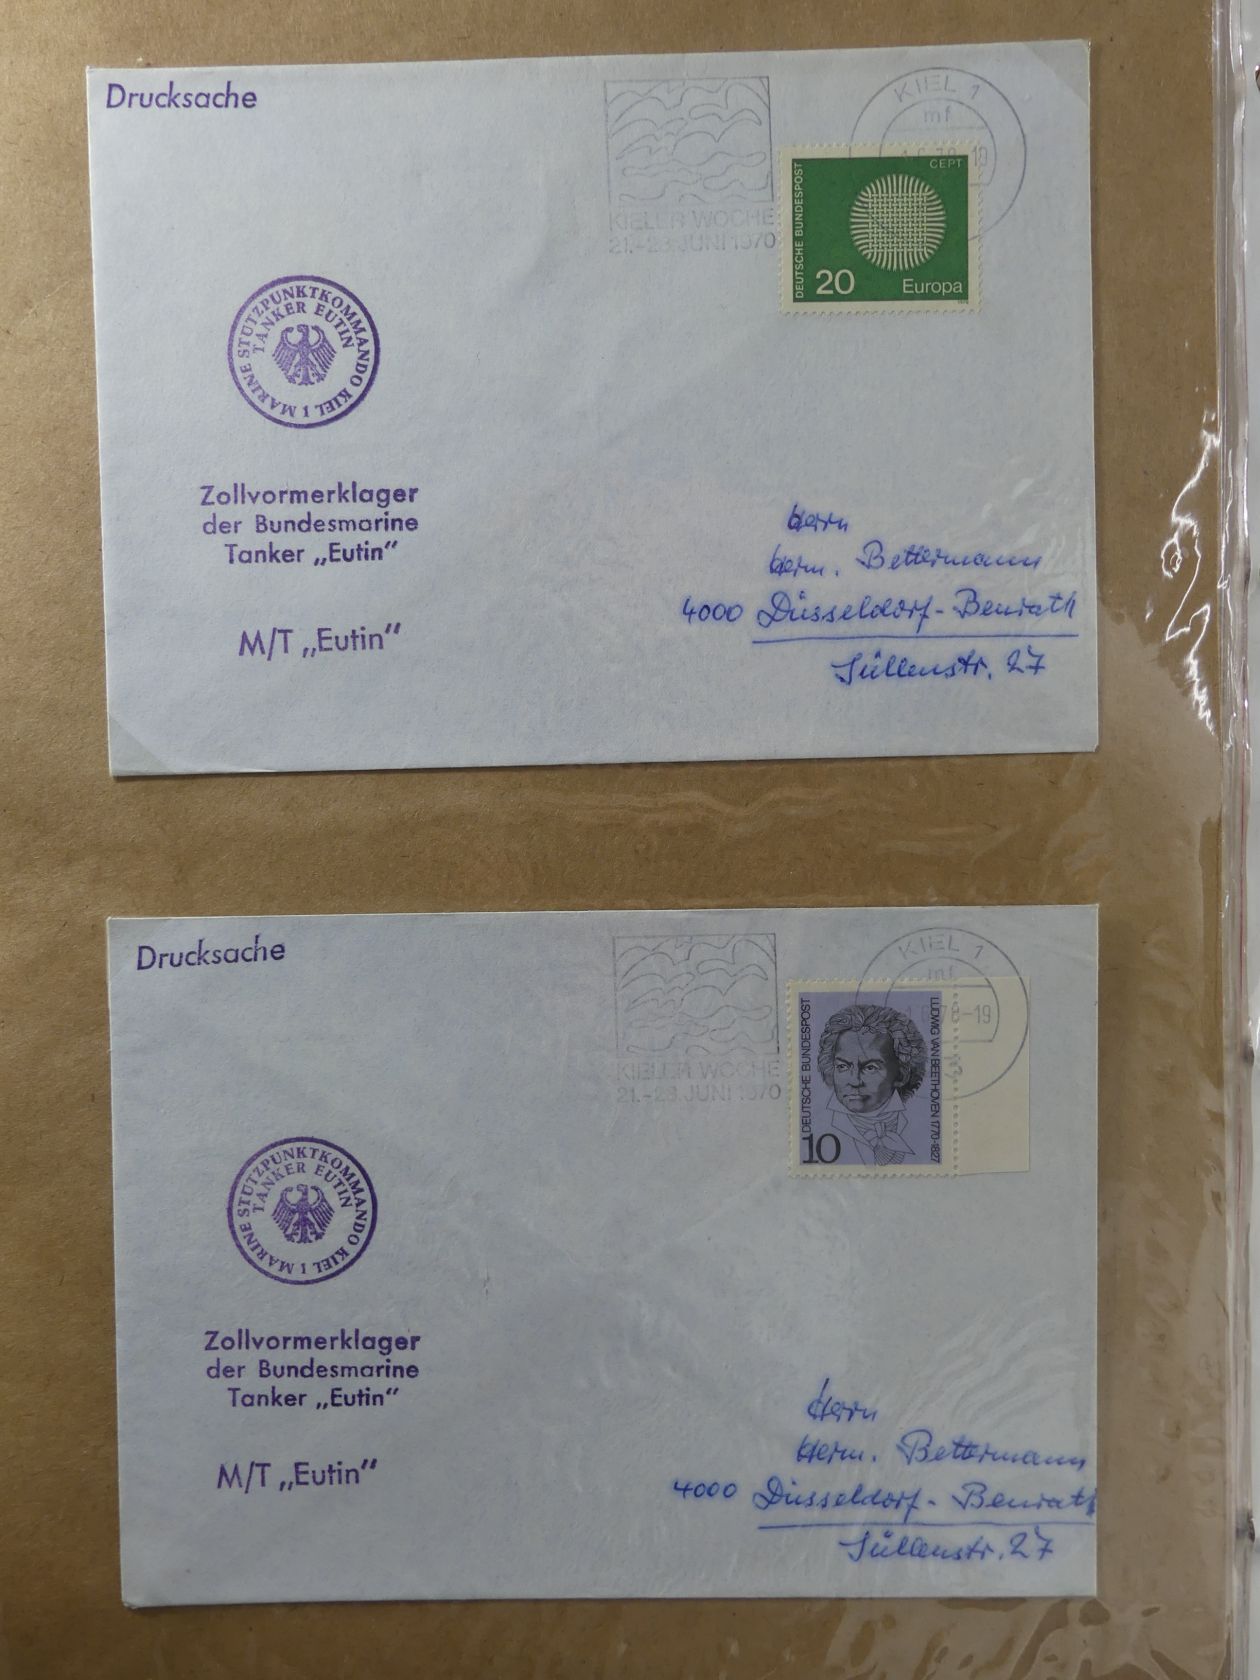 Drucksache
KIELER WOCHE
21.-28. JUNI 1970
KIEL 1
mf
DEUTSCHE BUNDESPOST
CEPT
20
Europa
MARINE STÜTZPUNKTKOMMANDO KIEL 1
TANKER EUTIN
Zollvormerklager
der Bundesmarine
Tanker „Eutin“
M/T „Eutin“
Herrn
Herm. Bettermann
4000 Düsseldorf-Benrath
Süllenstr. 27
Drucksache
KIELER WOCHE
21.-28. JUNI 1970
KIEL 1
mf
-19
DEUTSCHE BUNDESPOST
LUDWIG VAN BEETHOVEN 1770-1827
10
MARINE STÜTZPUNKTKOMMANDO KIEL 1
TANKER EUTIN
Zollvormerklager
der Bundesmarine
Tanker „Eutin“
M/T „Eutin“
Herrn
Herm. Bettermann
4000 Düsseldorf-Benrath
Süllenstr. 27